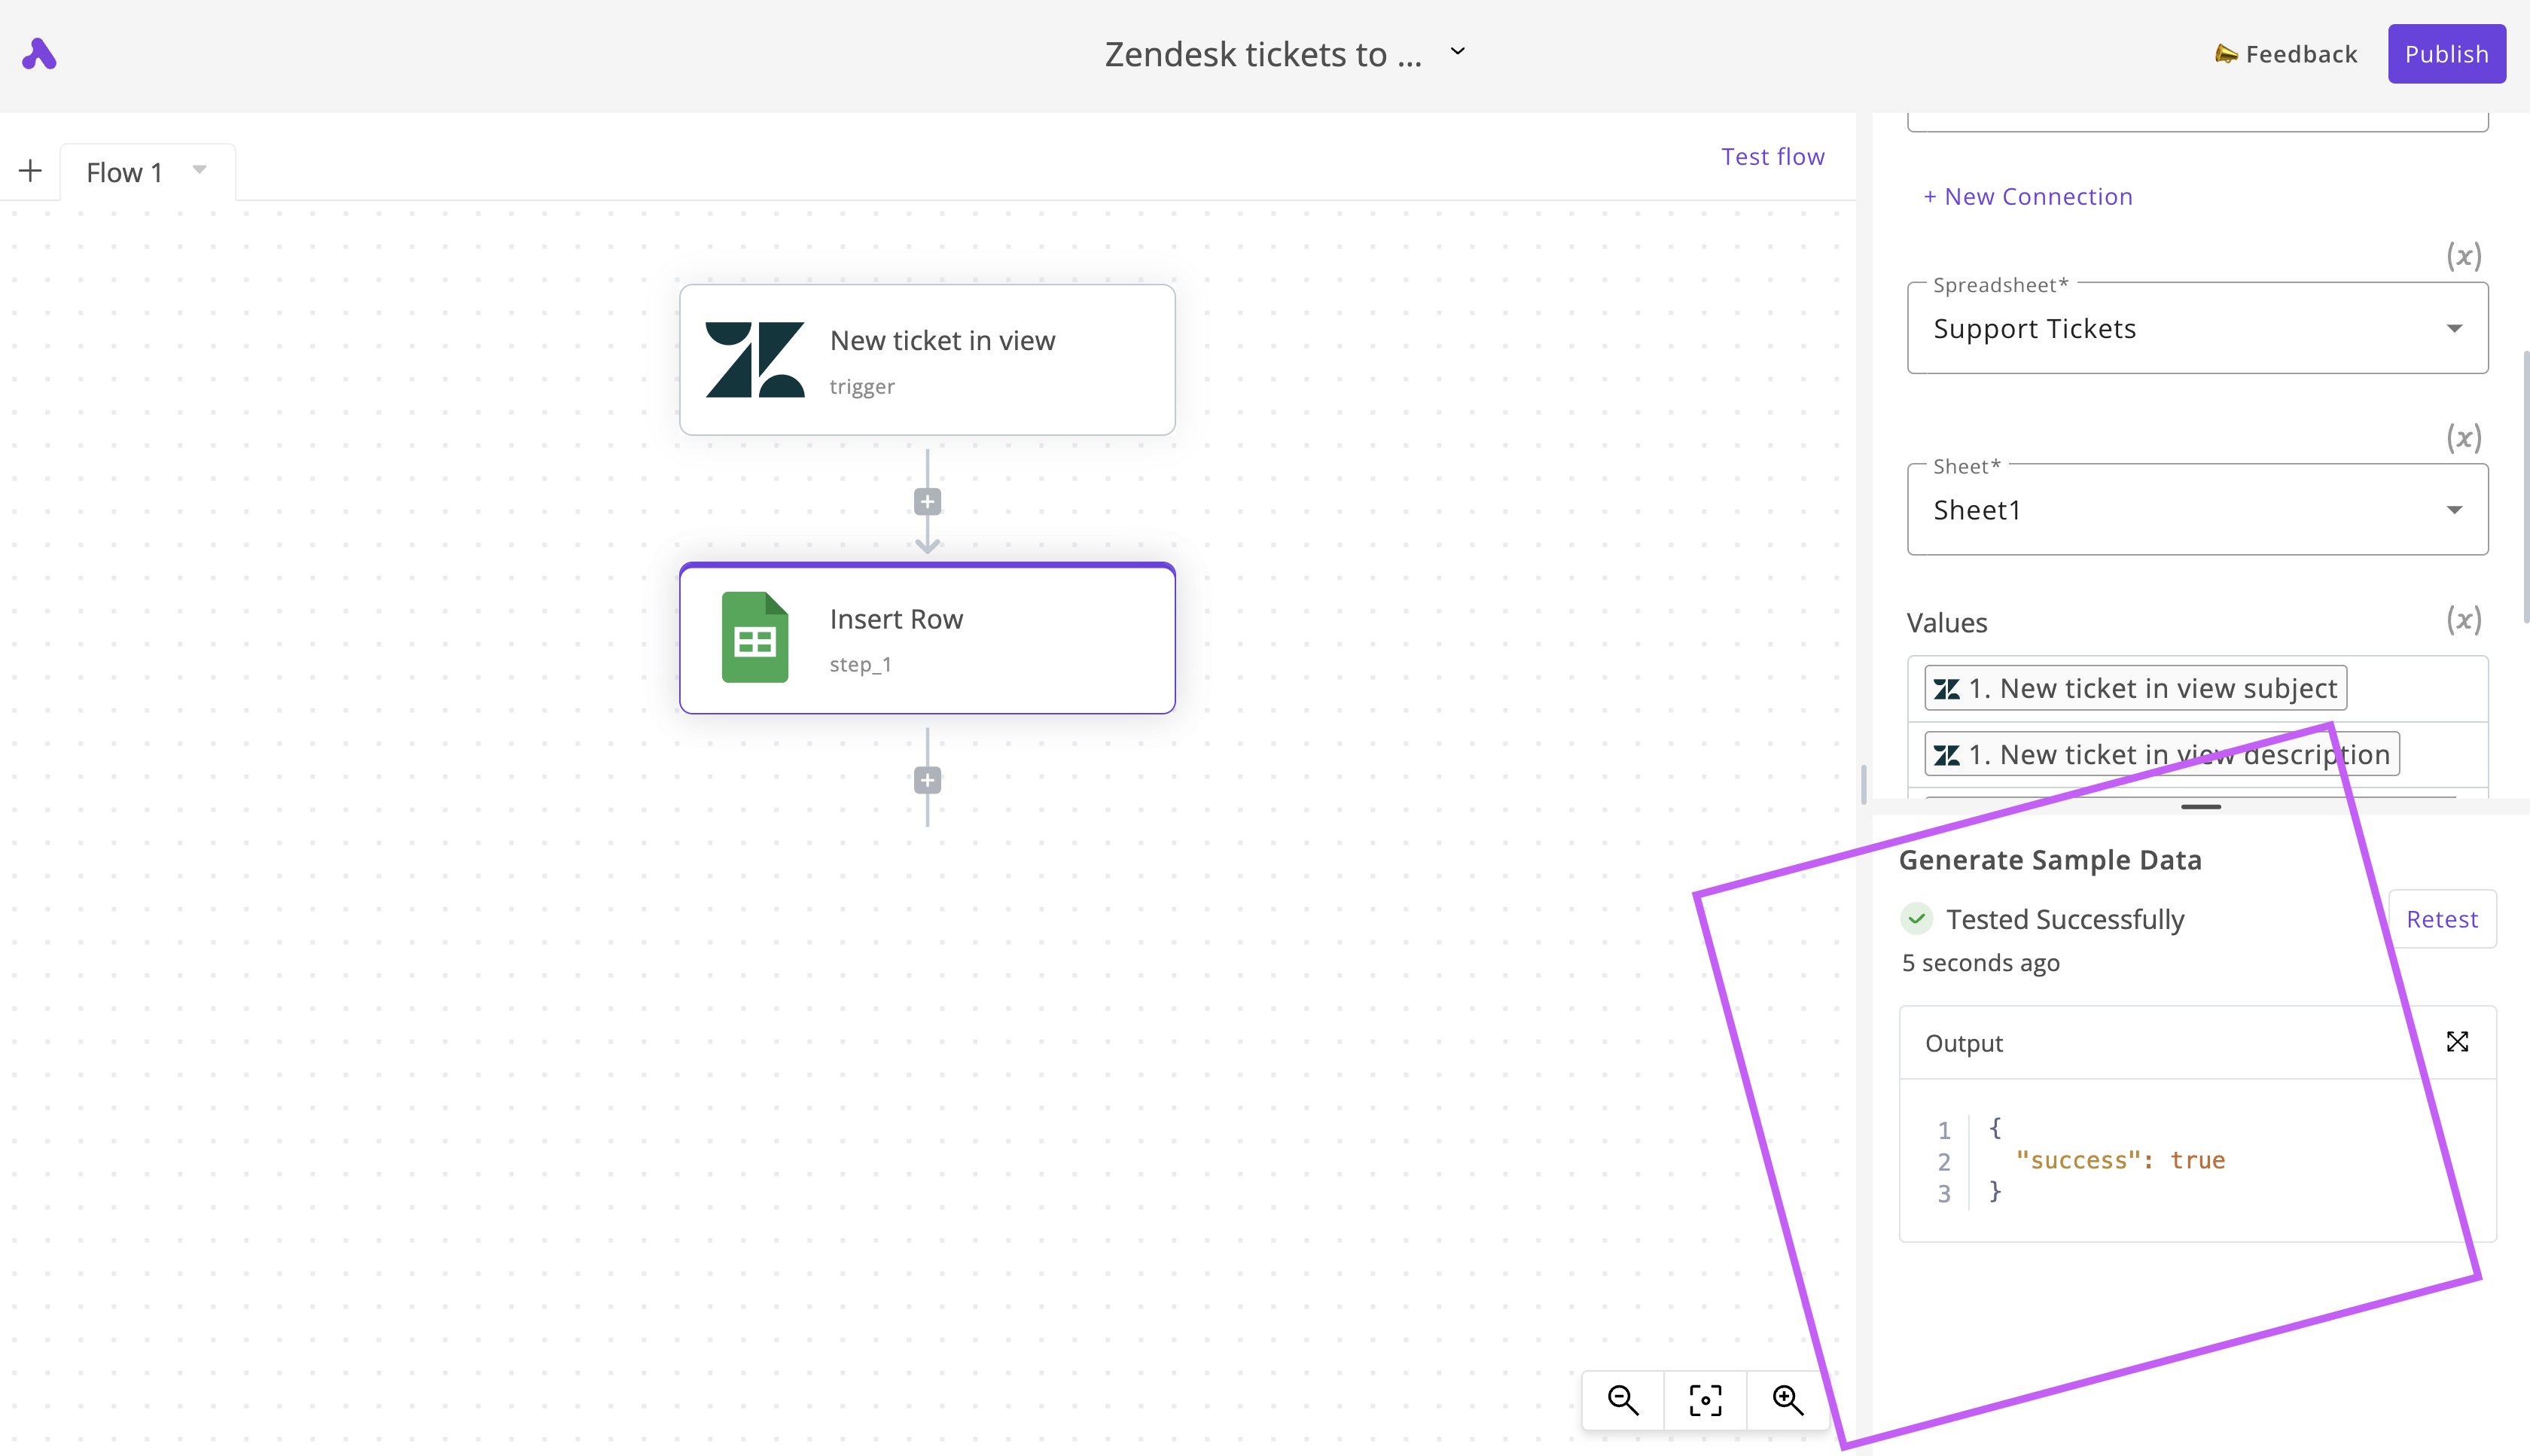 Zendesk tickets to ...
Feedback
Publish
Flow 1
Test flow
New ticket in view
trigger
Insert Row
step_1
+ New Connection
(x)
Spreadsheet*
Support Tickets
(x)
Sheet*
Sheet1
Values
(x)
1. New ticket in view subject
1. New ticket in view description
Generate Sample Data
Tested Successfully
Retest
5 seconds ago
Output
1 {
2 "success": true
3 }